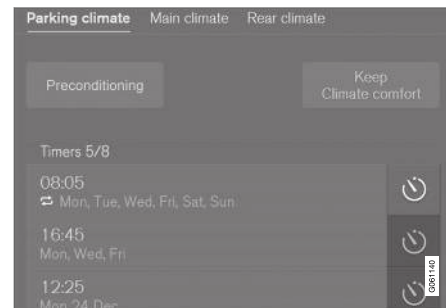 Parking climate Main climate Rear climate
Preconditioning
Keep
Climate comfort
Timers 5/8
08:05
Mon, Tue, Wed, Fri, Sat, Sun
16:45
Mon, Wed, Fri
12:25
Mon 24 Dec
G061140